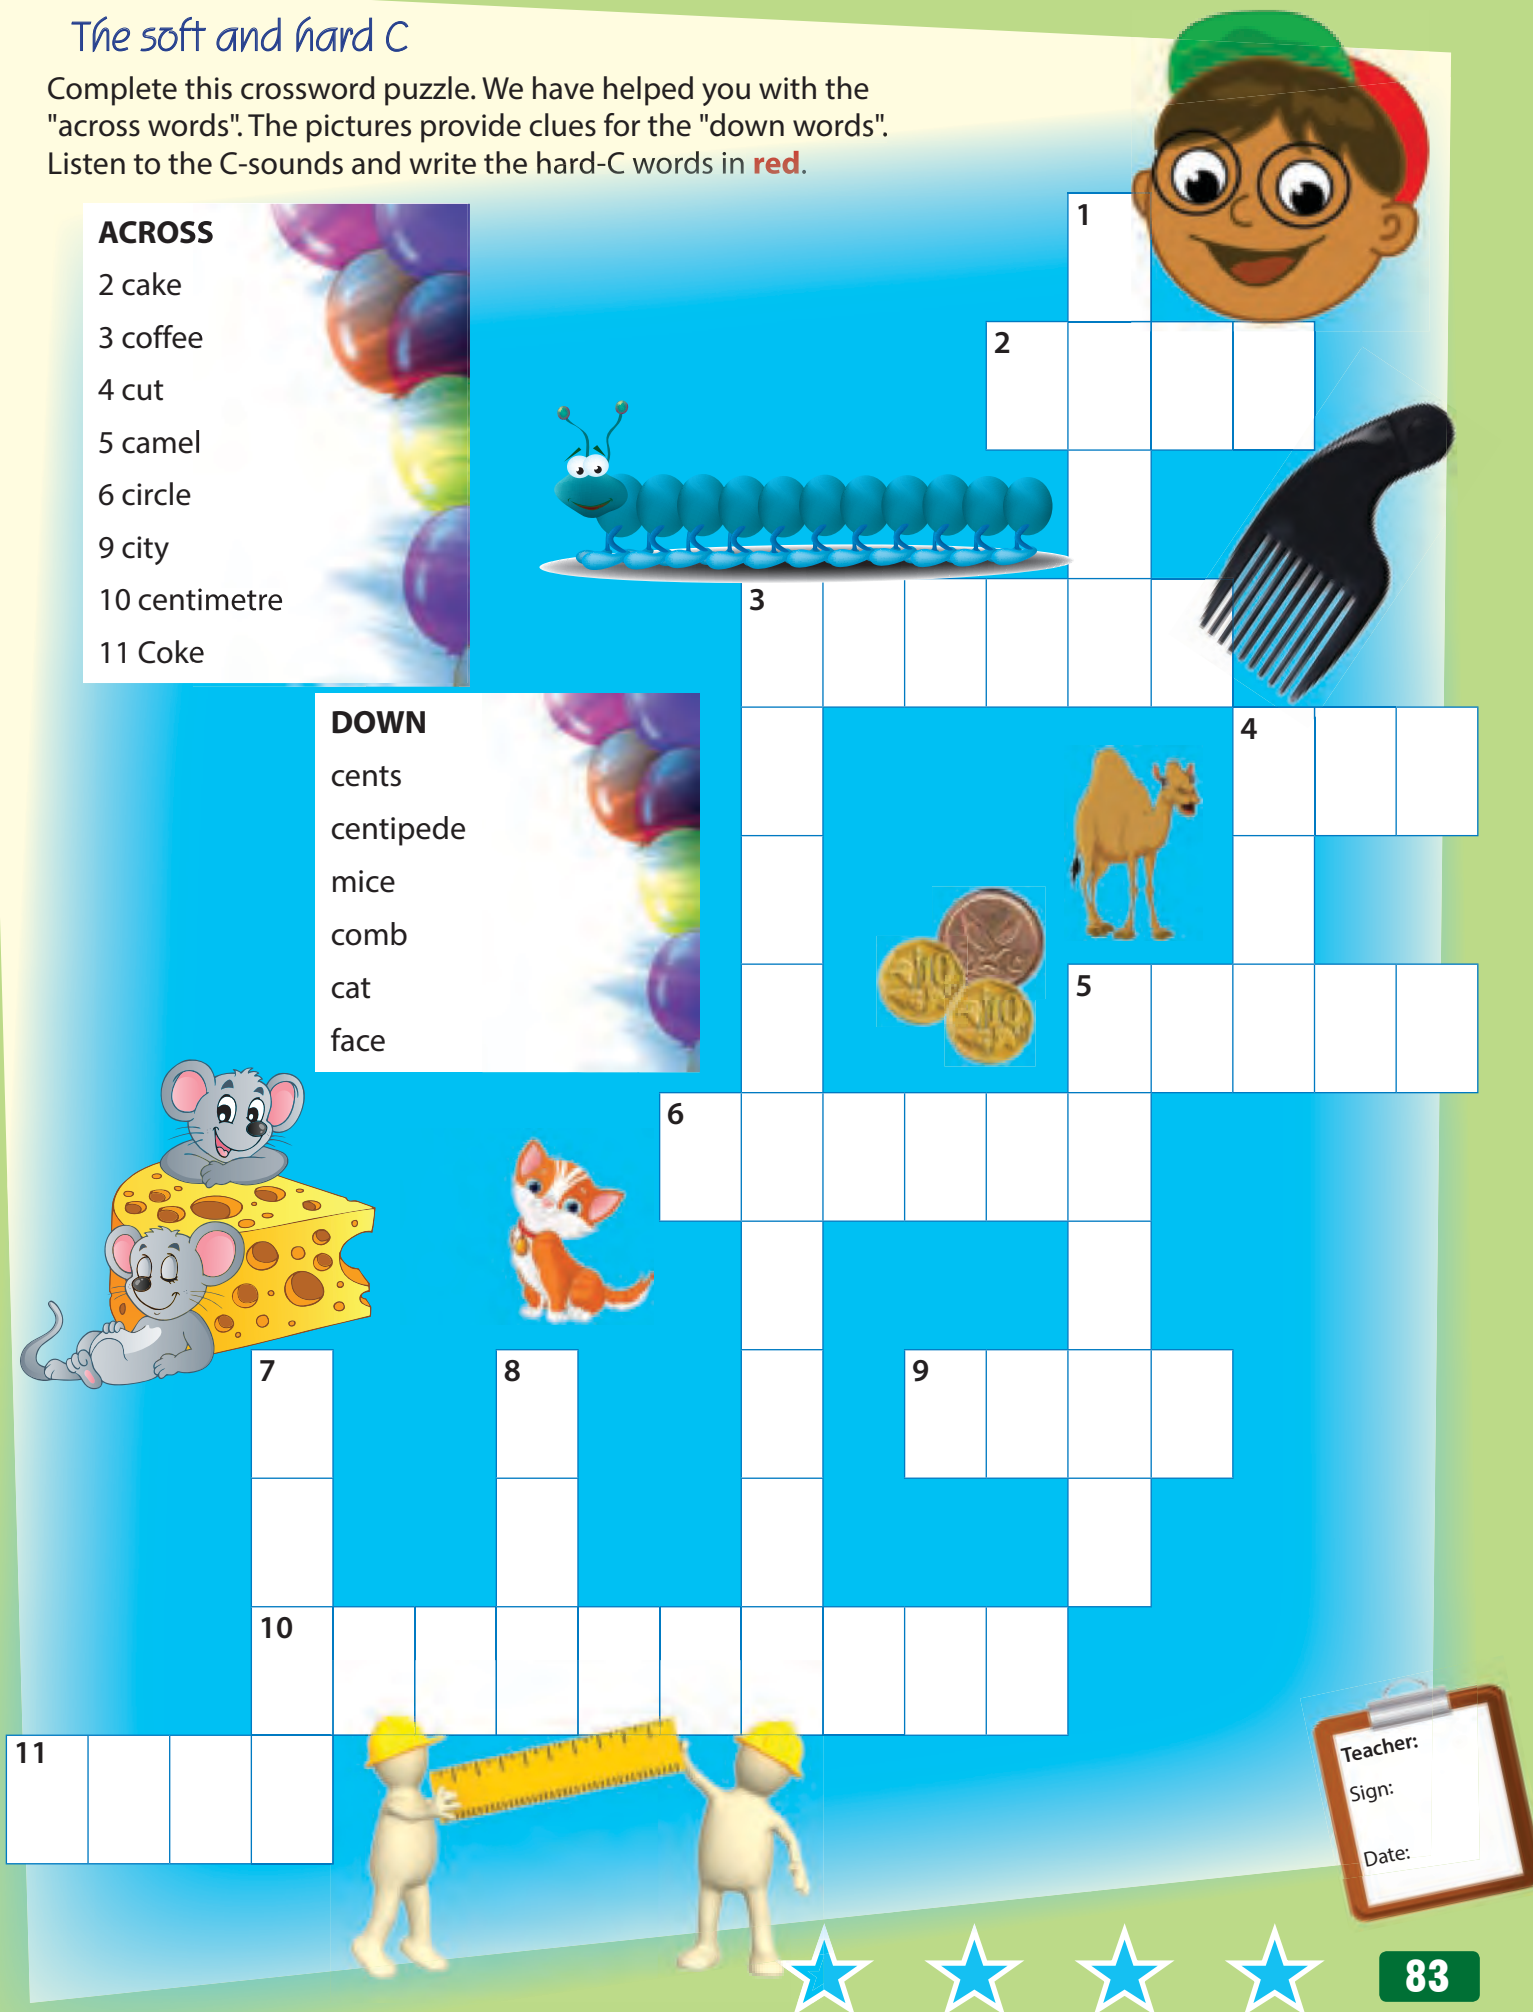 The soft and hard C
Complete this crossword puzzle. We have helped you with the
"across words". The pictures provide clues for the "down words".
Listen to the C-sounds and write the hard-C words in red.
ACROSS
2 cake
3 coffee
4 cut
5 camel
6 circle
9 city
10 centimetre
11 Coke
DOWN
cents
centipede
mice
comb
cat
face
1
2
3
4
10
10
5
6
7
8
9
10
11
Teacher:
Sign:
Date:
83